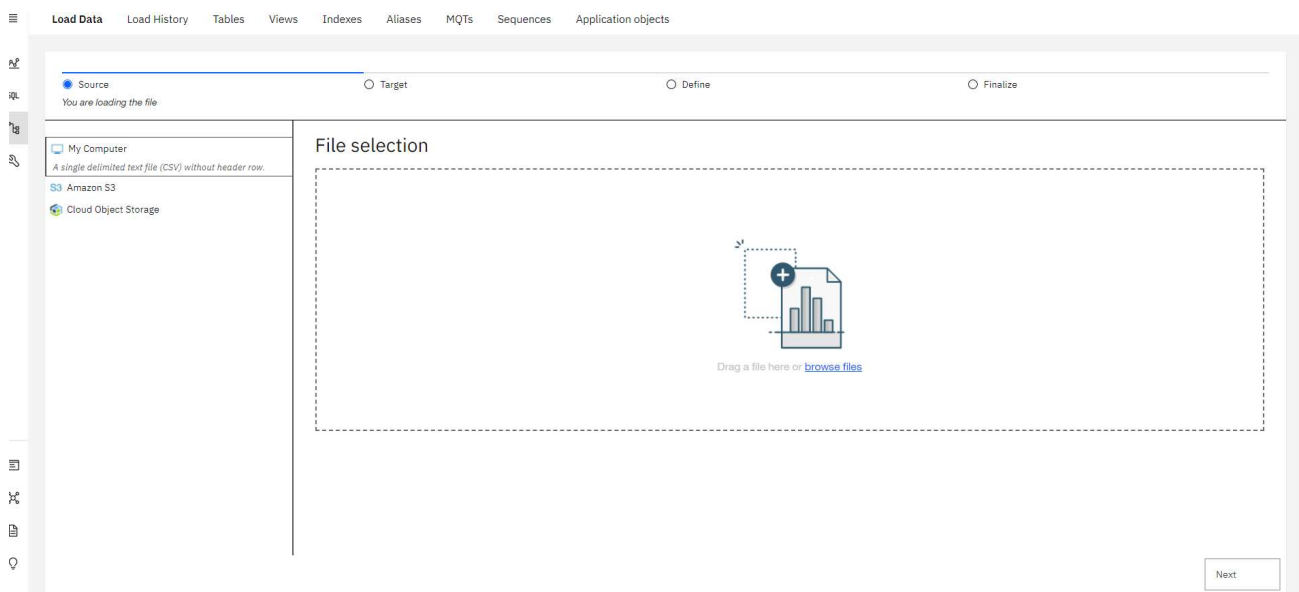 Load Data Load History Tables Views Indexes Aliases MQTs Sequences Application objects
Source Target Define Finalize
You are loading the file
SQL
My Computer
A single delimited text file (CSV) without header row.
S3 Amazon S3
Cloud Object Storage
File selection
Drag a file here or browse files
Next